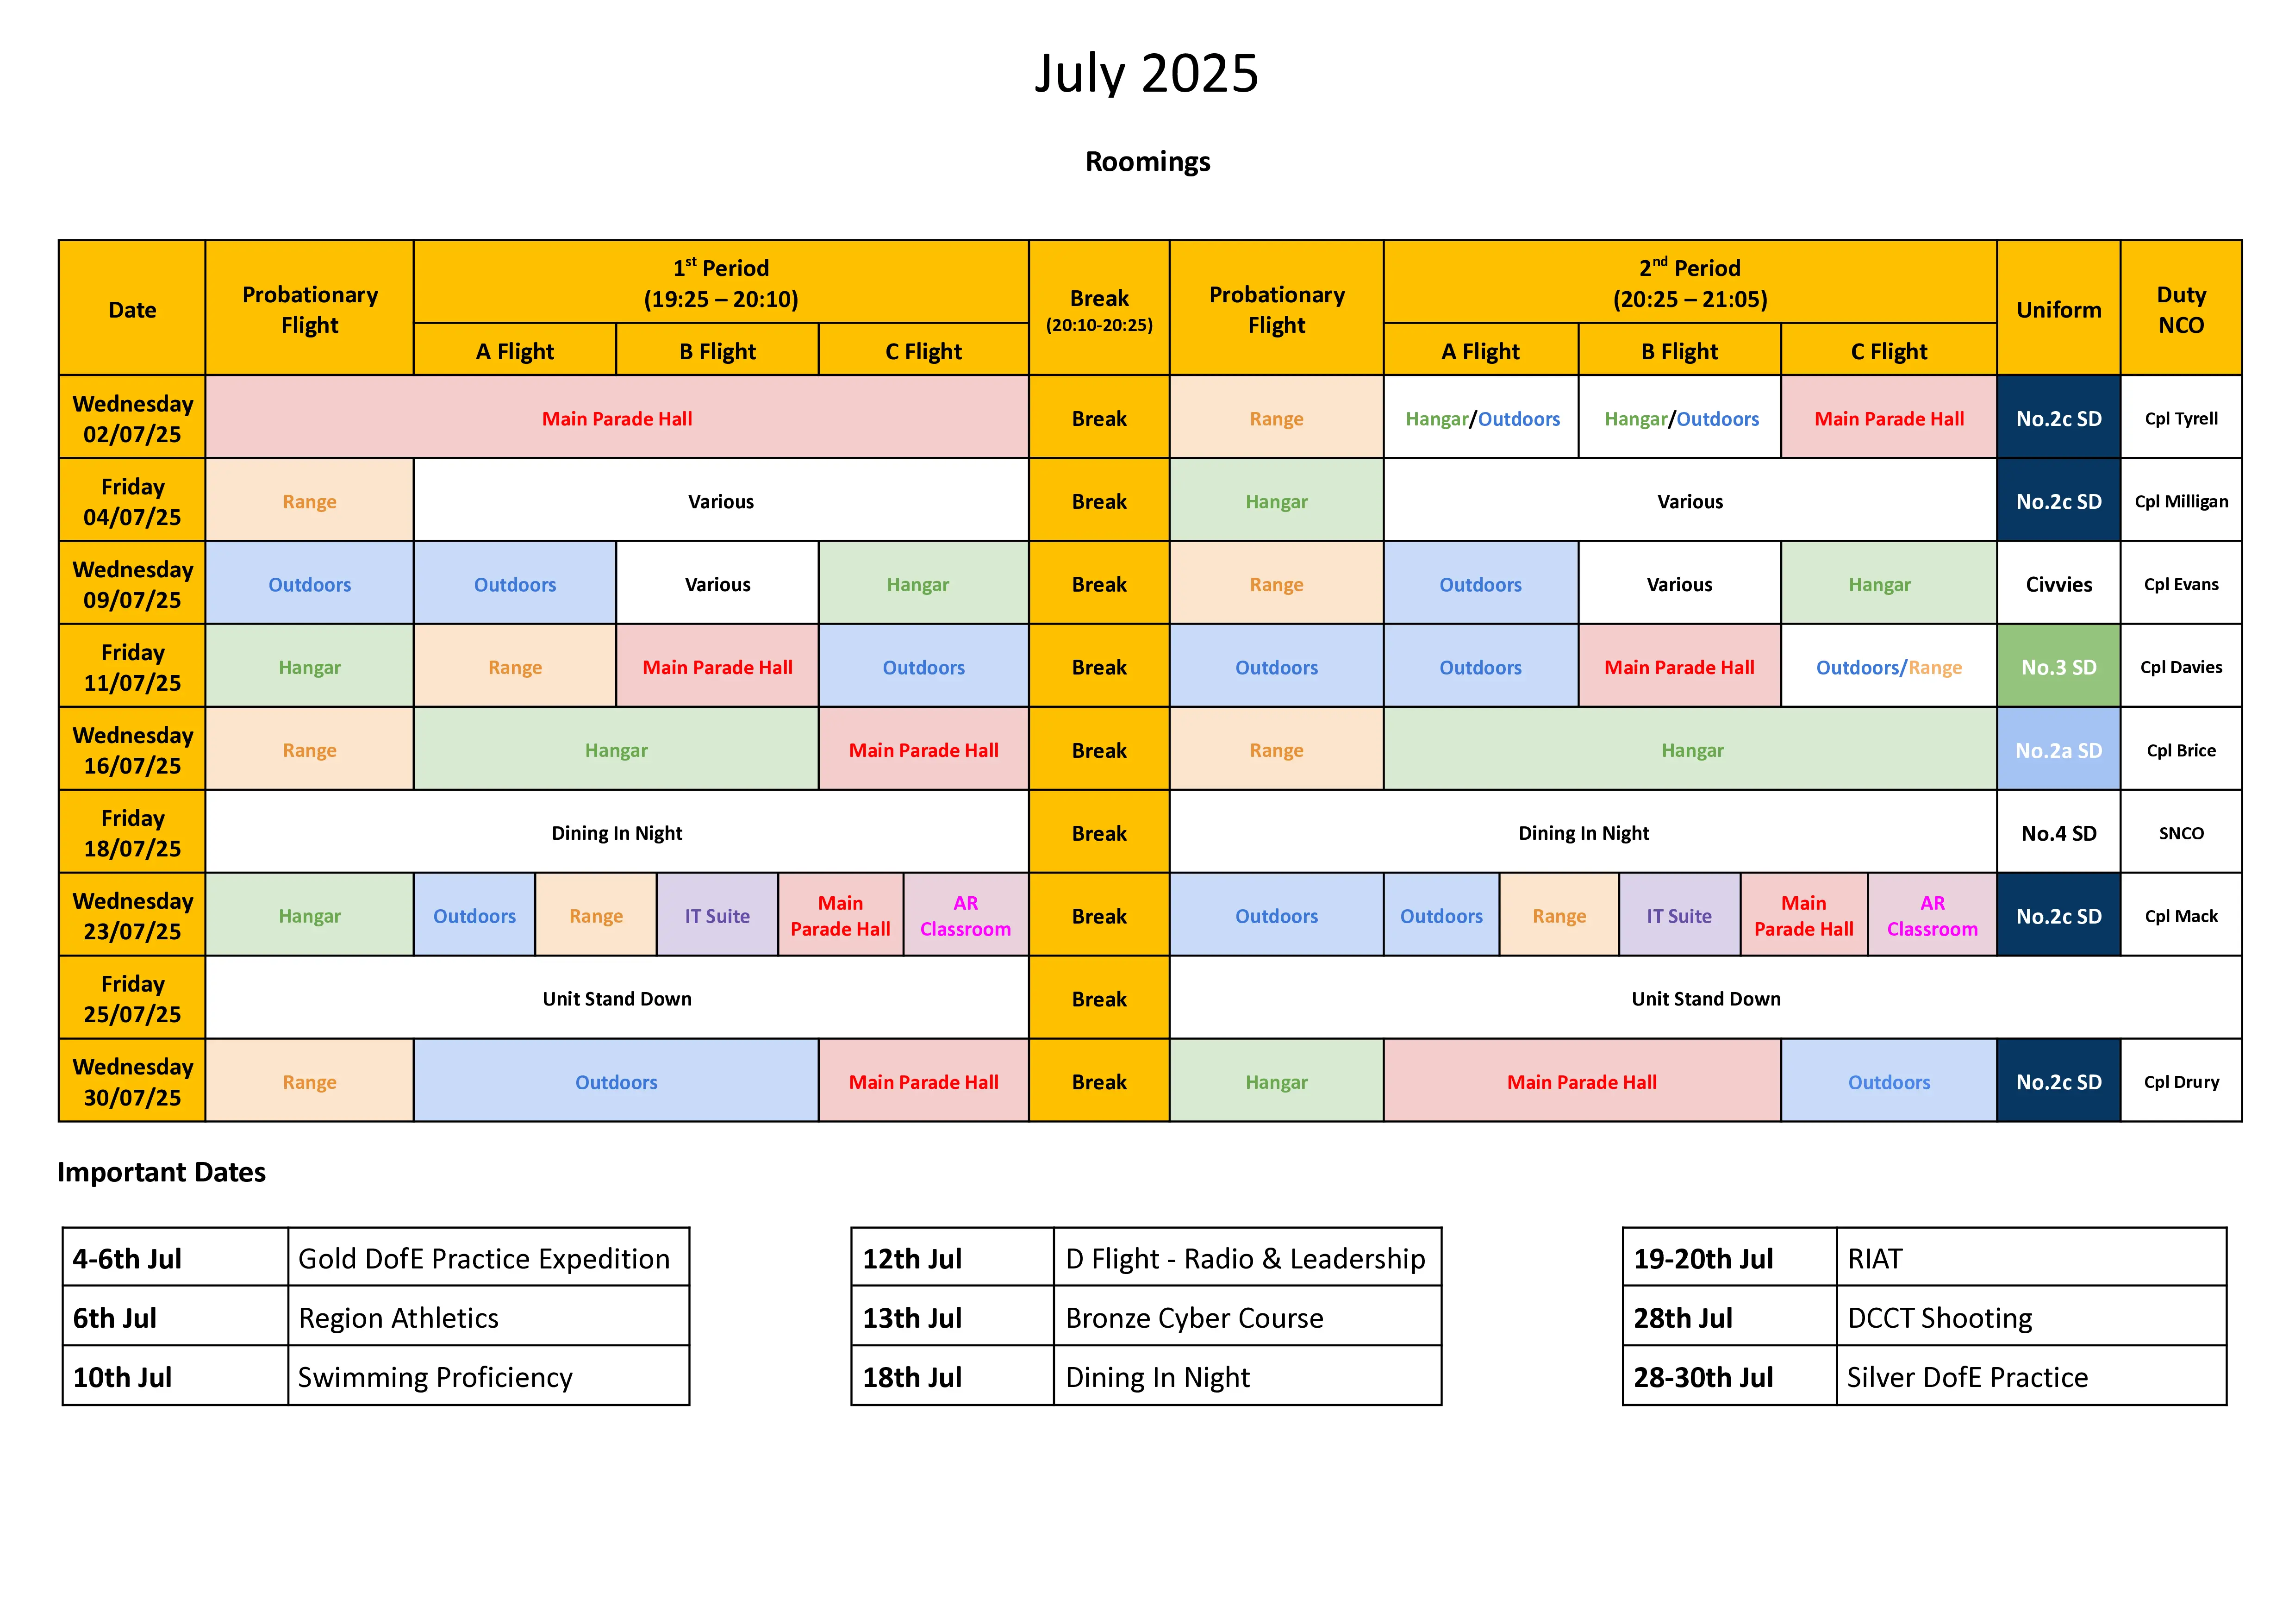 July 2025
Roomings
Date
Probationary
Flight
1st Period
(19:25 – 20:10)
A Flight
B Flight
C Flight
Break
(20:10-20:25)
Probationary
Flight
2nd Period
(20:25 – 21:05)
A Flight
B Flight
C Flight
Uniform
Duty
NCO
Wednesday
02/07/25
Main Parade Hall
Break
Range
Hangar/Outdoors
Hangar/Outdoors
Main Parade Hall
No.2c SD
Cpl Tyrell
Friday
04/07/25
Range
Various
Break
Hangar
Various
No.2c SD
Cpl Milligan
Wednesday
09/07/25
Outdoors
Outdoors
Various
Hangar
Break
Range
Outdoors
Various
Hangar
Civvies
Cpl Evans
Friday
11/07/25
Hangar
Range
Main Parade Hall
Outdoors
Break
Outdoors
Outdoors
Main Parade Hall
Outdoors/Range
No.3 SD
Cpl Davies
Wednesday
16/07/25
Range
Hangar
Main Parade Hall
Break
Range
Hangar
No.2a SD
Cpl Brice
Friday
18/07/25
Dining In Night
Break
Dining In Night
No.4 SD
SNCO
Wednesday
23/07/25
Hangar
Outdoors
Range
IT Suite
Main
Parade Hall
AR
Classroom
Break
Outdoors
Outdoors
Range
IT Suite
Main
Parade Hall
AR
Classroom
No.2c SD
Cpl Mack
Friday
25/07/25
Unit Stand Down
Break
Unit Stand Down
Wednesday
30/07/25
Range
Outdoors
Main Parade Hall
Break
Hangar
Main Parade Hall
Outdoors
No.2c SD
Cpl Drury
Important Dates
4-6th Jul
Gold DofE Practice Expedition
6th Jul
Region Athletics
10th Jul
Swimming Proficiency
12th Jul
D Flight - Radio & Leadership
13th Jul
Bronze Cyber Course
18th Jul
Dining In Night
19-20th Jul
RIAT
28th Jul
DCCT Shooting
28-30th Jul
Silver DofE Practice